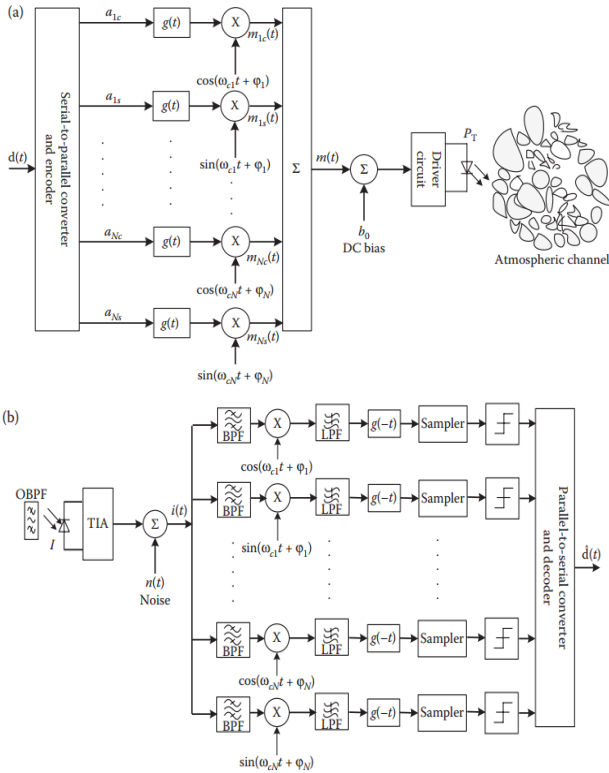 (a)
a1c
g(t)
X
m1c(t)
cos(ωc1t + φ1)
a1s
g(t)
X
m1s(t)
sin(ωc1t + φ1)
d(t)
Serial-to-parallel converter
and encoder
Σ
m(t)
Σ
b0
DC bias
Driver
circuit
PT
Atmospheric channel
aNc
g(t)
X
mNc(t)
cos(ωcNt + φN)
aNs
g(t)
X
mNs(t)
sin(ωcNt + φN)
(b)
OBPF
I
TIA
Σ
i(t)
n(t)
Noise
BPF
X
LPF
g(−t)
Sampler
cos(ωc1t + φ1)
BPF
X
LPF
g(−t)
Sampler
sin(ωc1t + φ1)
BPF
X
LPF
g(−t)
Sampler
cos(ωcNt + φN)
BPF
X
LPF
g(−t)
Sampler
sin(ωcNt + φN)
Parallel-to-serial converter
and decoder
d̂(t)